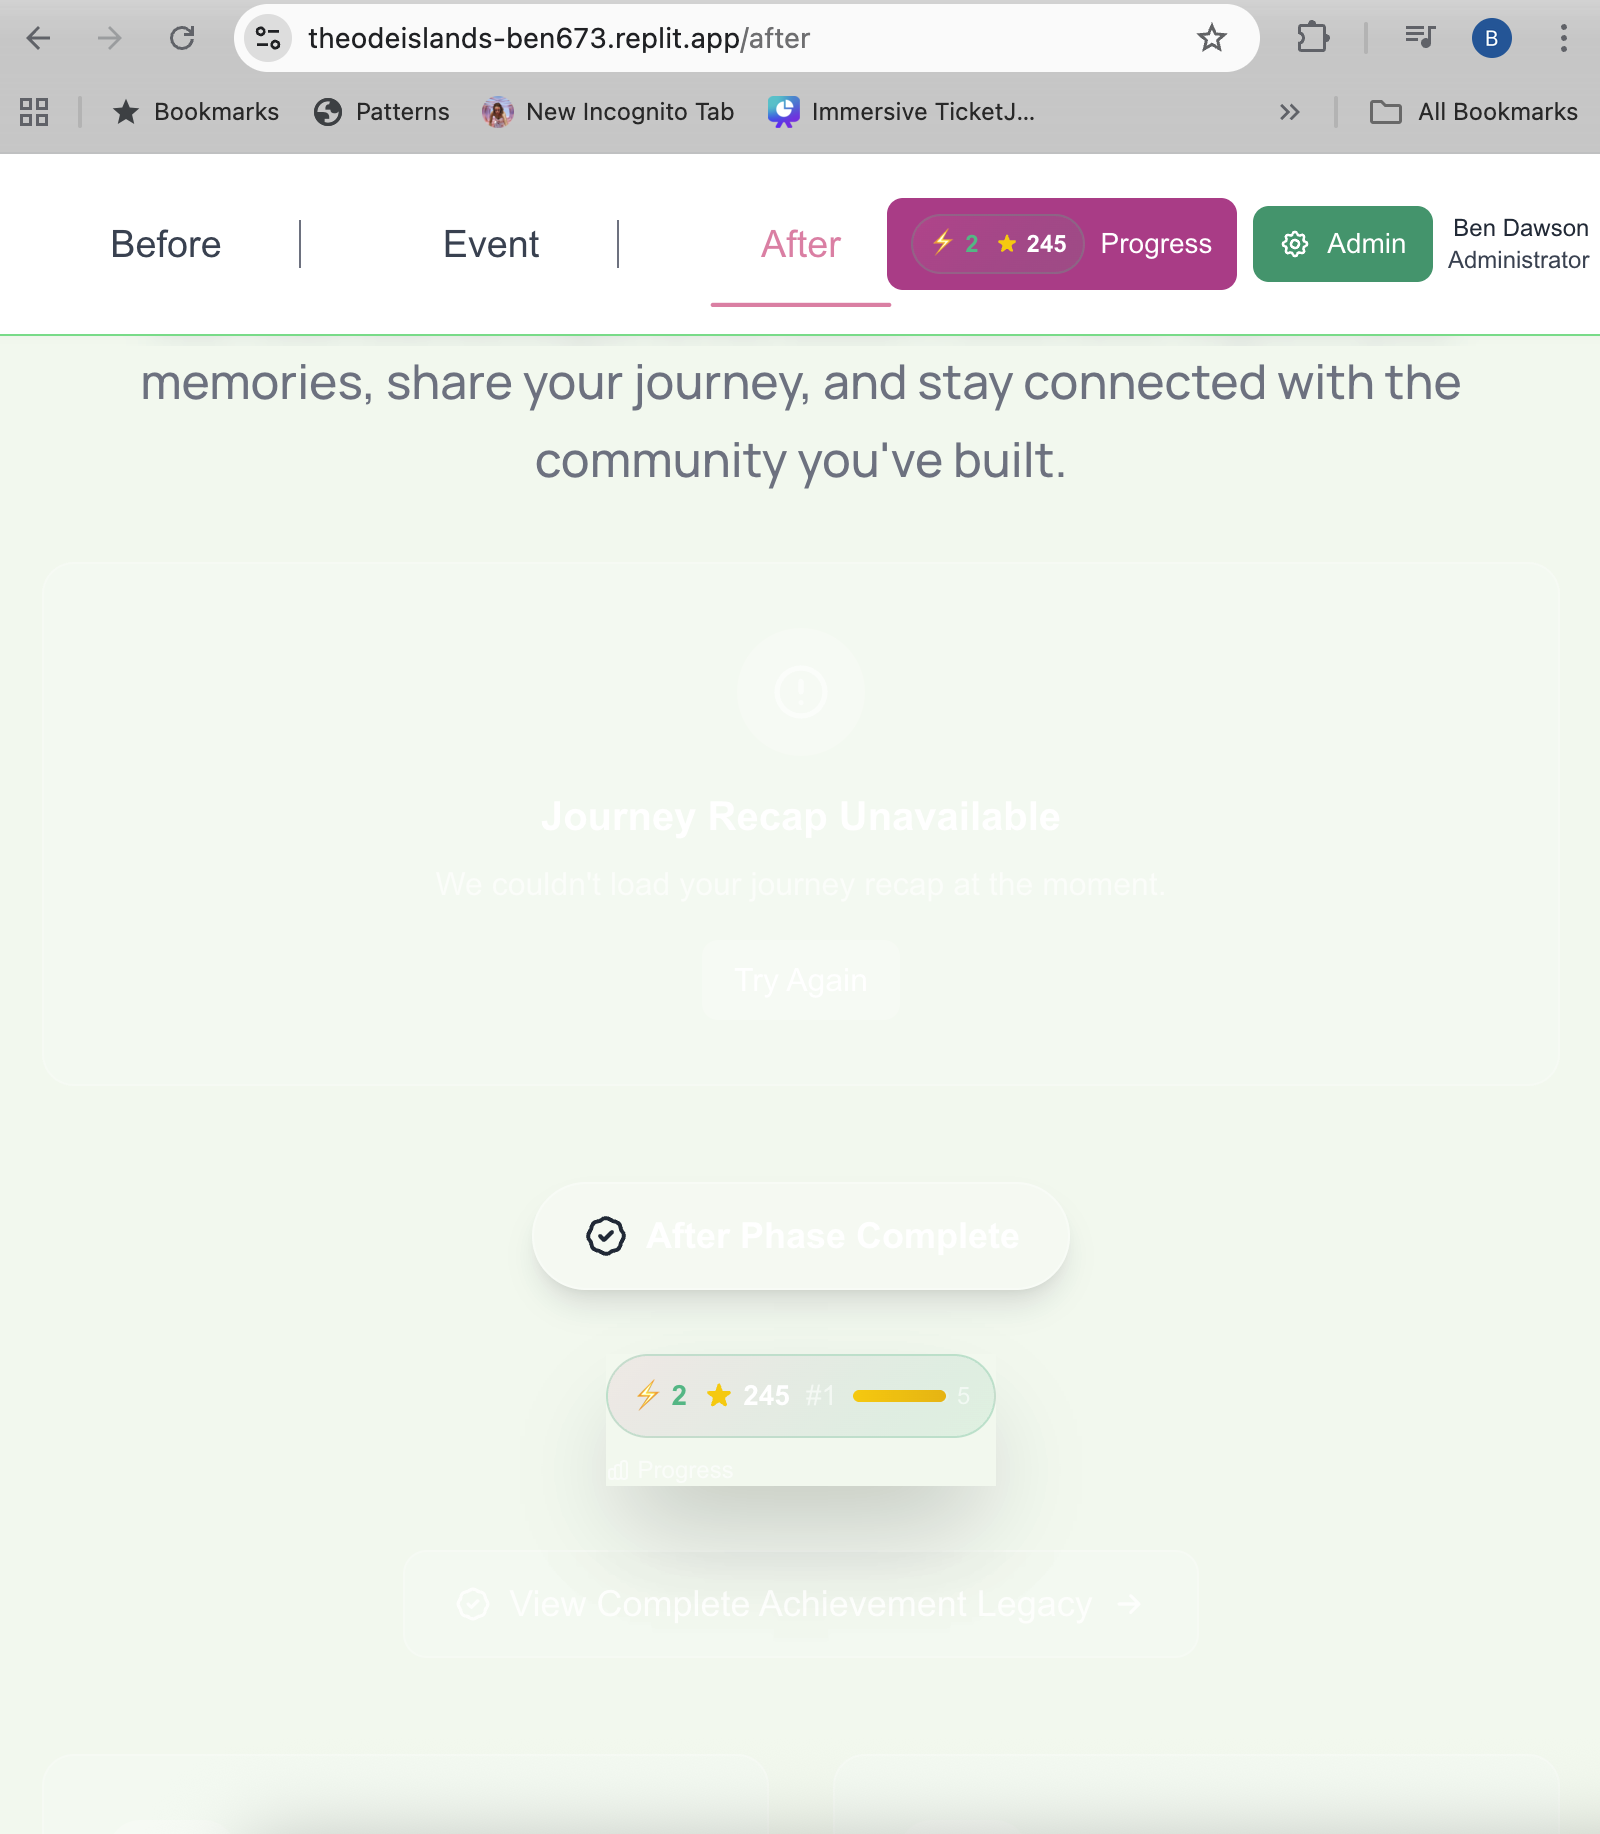 theodeislands-ben673.replit.app/after
B
Bookmarks
Patterns
New Incognito Tab
Immersive TicketJ...
All Bookmarks
Before
Event
After
2
245
Progress
Admin
Ben Dawson
Administrator
memories, share your journey, and stay connected with the
community you've built.
Journey Recap Unavailable
We couldn't load your journey recap at the moment.
Try Again
After Phase Complete
2
245
#1
5
Progress
View Complete Achievement Legacy